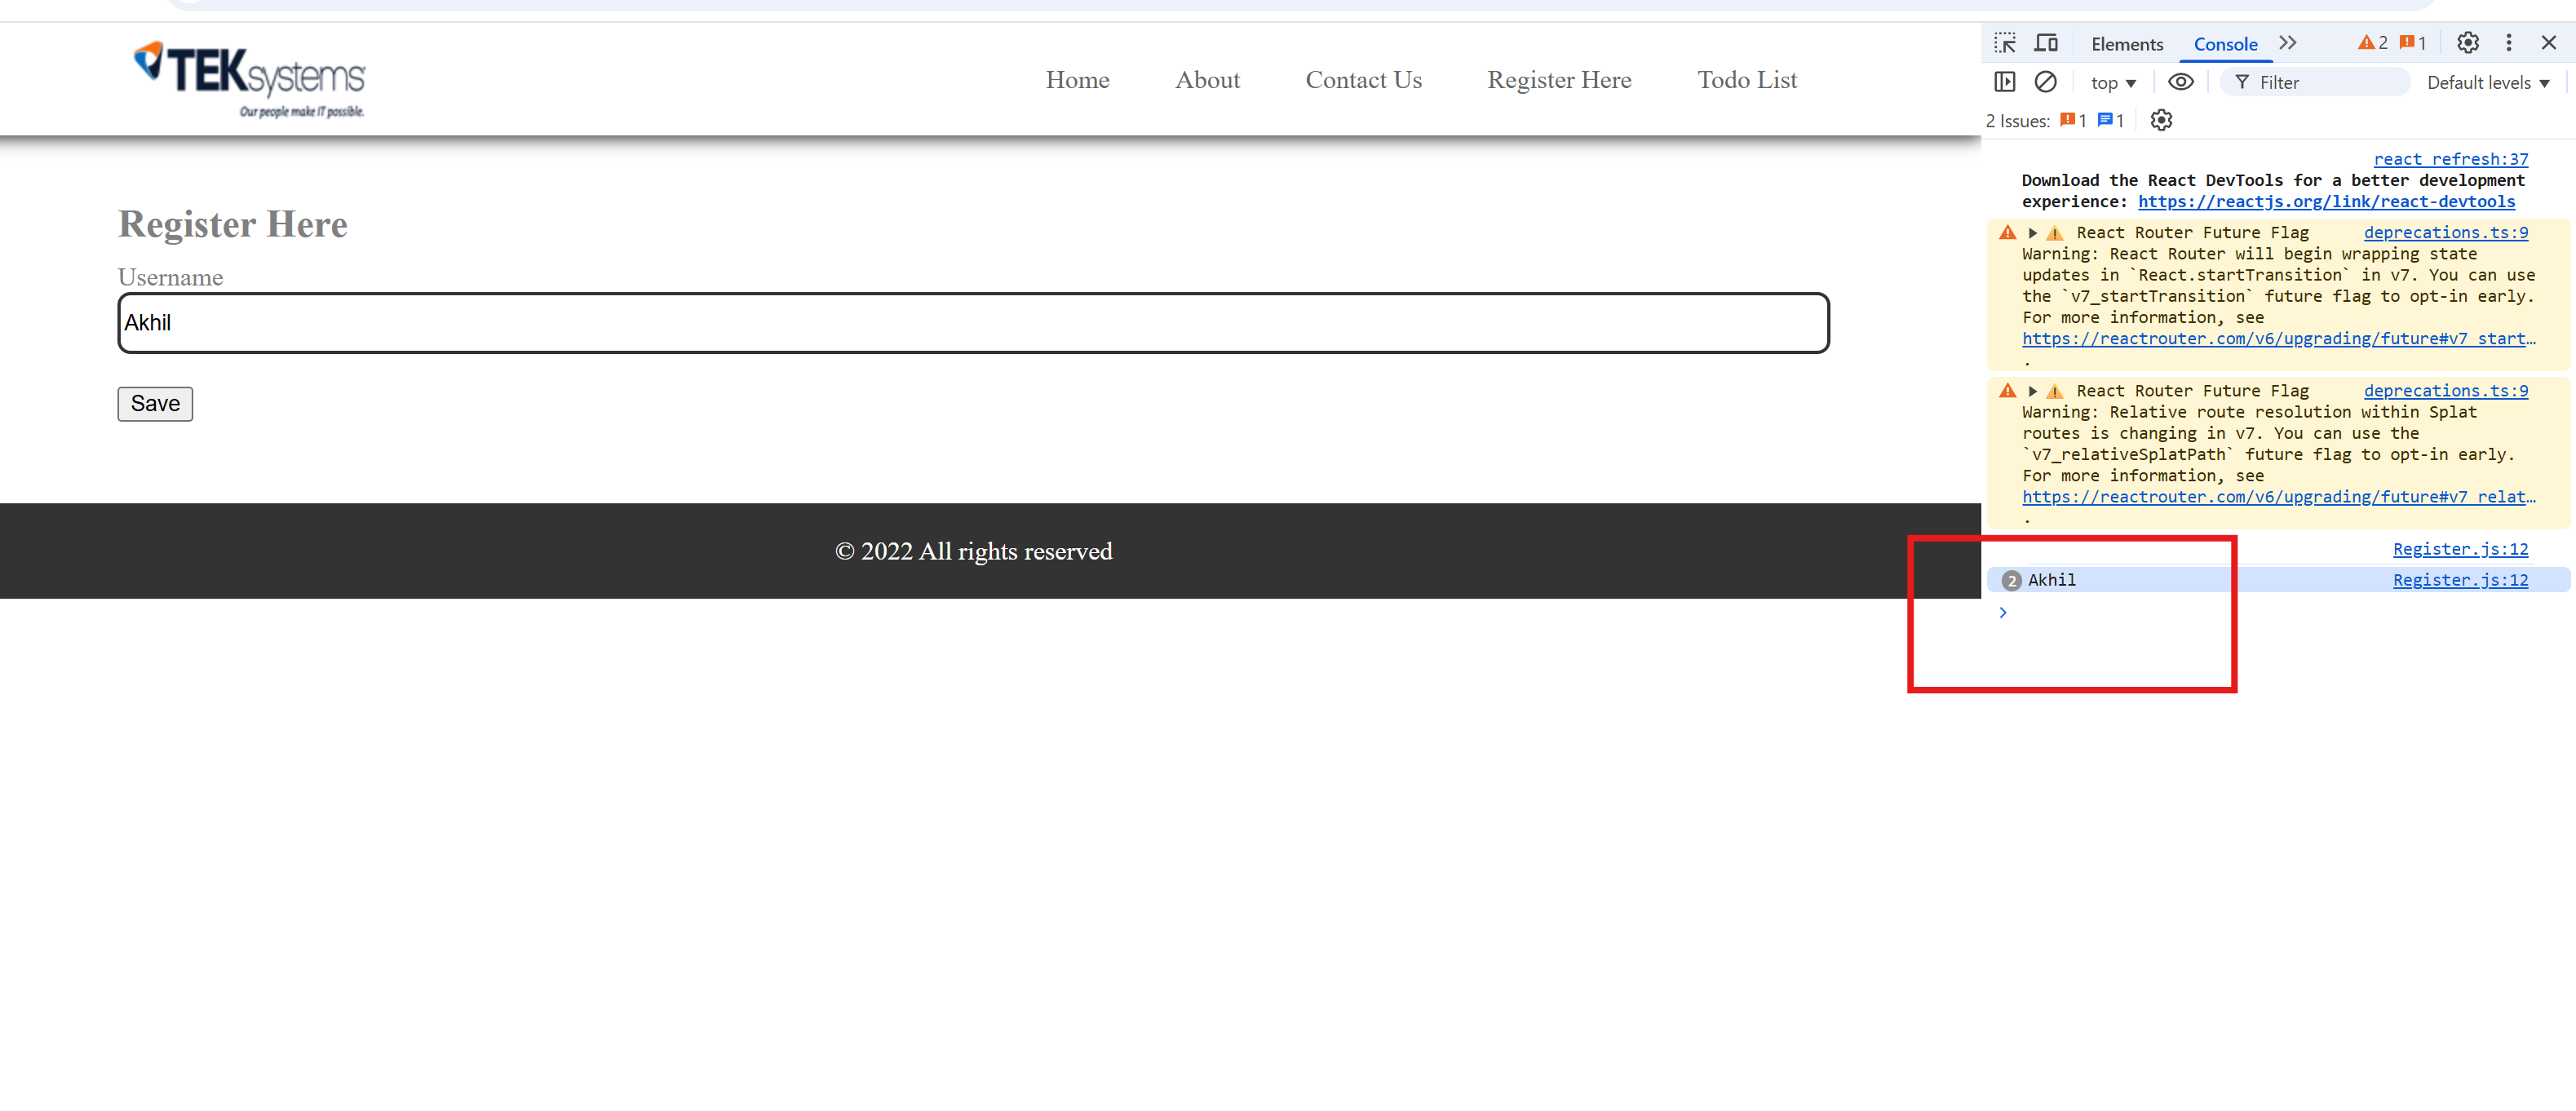 TEKsystems
Our people make IT possible.
Home About Contact Us Register Here Todo List
Register Here
Username
Akhil
Save
© 2022 All rights reserved
Elements Console 2 1
top Filter Default levels
2 Issues: 1 1
react refresh:37
Download the React DevTools for a better development
experience: https://reactjs.org/link/react-devtools
React Router Future Flag deprecations.ts:9
Warning: React Router will begin wrapping state
updates in `React.startTransition` in v7. You can use
the `v7_startTransition` future flag to opt-in early.
For more information, see
https://reactrouter.com/v6/upgrading/future#v7_start…
.
React Router Future Flag deprecations.ts:9
Warning: Relative route resolution within Splat
routes is changing in v7. You can use the
`v7_relativeSplatPath` future flag to opt-in early.
For more information, see
https://reactrouter.com/v6/upgrading/future#v7_relat…
.
Register.js:12
2 Akhil Register.js:12